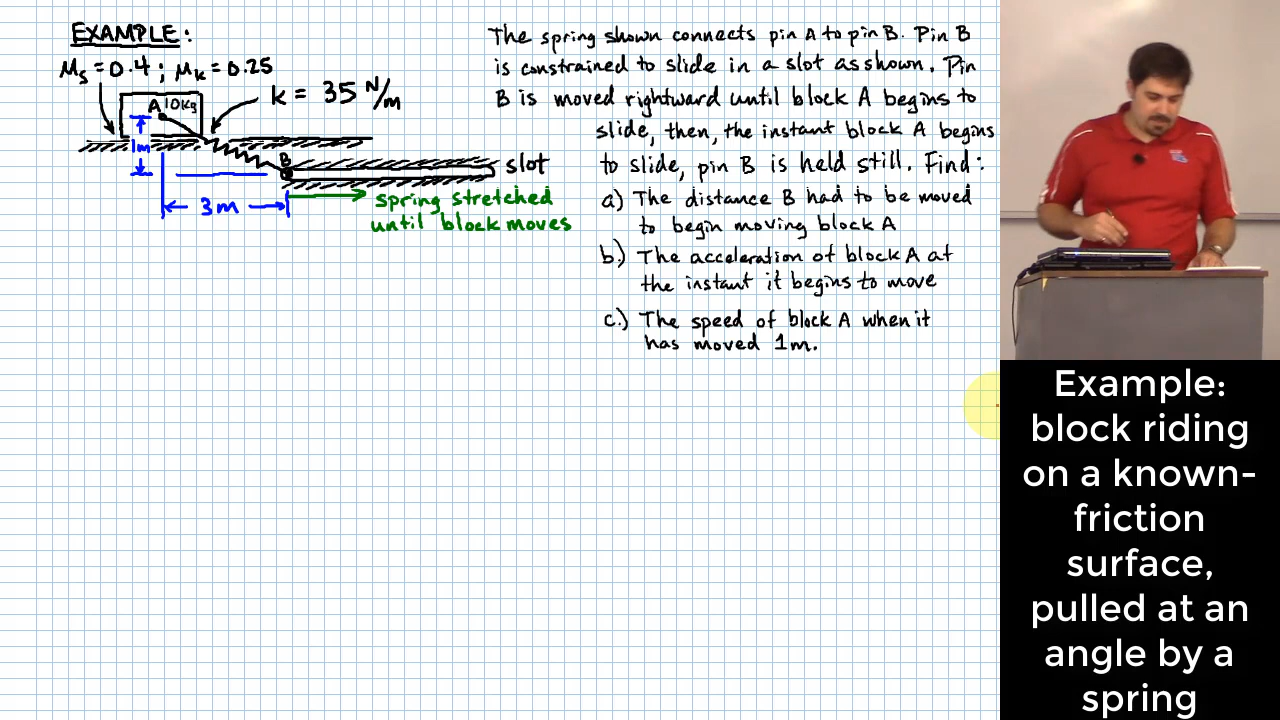 EXAMPLE:
μs = 0.4 ; μk = 0.25
k = 35 N/m
A 10Kg
1m
B
slot
3m
spring stretched
until block moves
The spring shown connects pin A to pin B. Pin B
is constrained to slide in a slot as shown. Pin
B is moved rightward until block A begins to
slide, then, the instant block A begins
to slide, pin B is held still. Find:
a) The distance B had to be moved
to begin moving block A
b.) The acceleration of block A at
the instant it begins to move
c.) The speed of block A when it
has moved 1m.
Example:
block riding
on a known-
friction
surface,
pulled at an
angle by a
spring